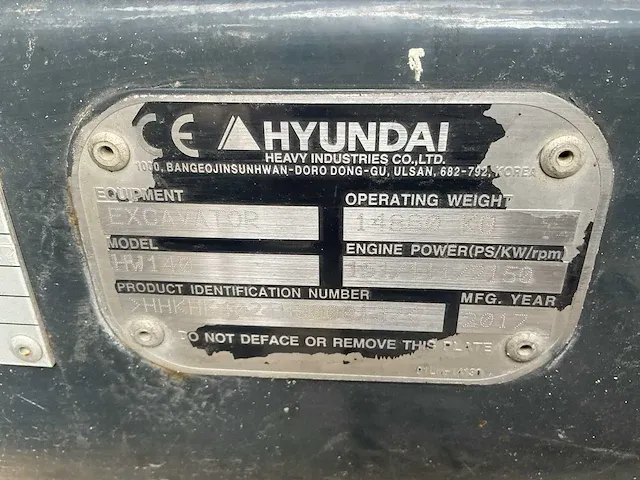 CE HYUNDAI
HEAVY INDUSTRIES CO., LTD.
1000, BANGEOJINSUNHWAN-DORO DONG-GU, ULSAN, 682-792, KOREA
EQUIPMENT OPERATING WEIGHT
EXCAVATOR
MODEL ENGINE POWER(PS/KW/rpm)
HW140
PRODUCT IDENTIFICATION NUMBER MFG. YEAR
2017
DO NOT DEFACE OR REMOVE THIS PLATE